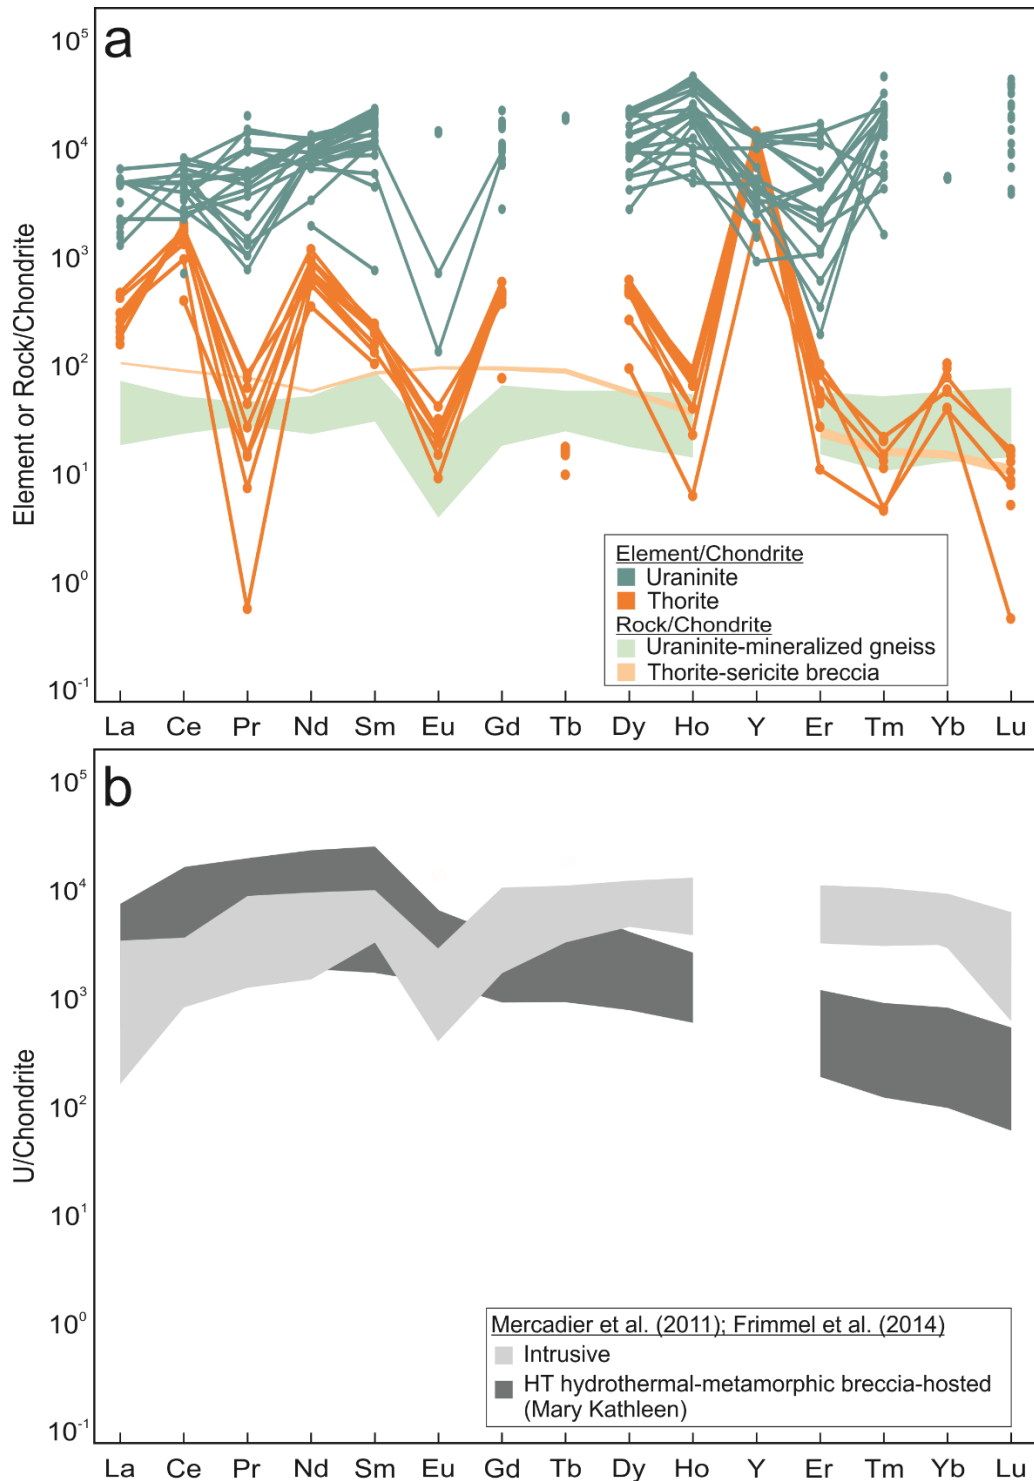 a
10⁵
10⁴
10³
10²
10¹
10⁰
10⁻¹
Element or Rock/Chondrite
Element/Chondrite
Uraninite
Thorite
Rock/Chondrite
Uraninite-mineralized gneiss
Thorite-sericite breccia
La Ce Pr Nd Sm Eu Gd Tb Dy Ho Y Er Tm Yb Lu
b
10⁵
10⁴
10³
10²
10¹
10⁰
10⁻¹
U/Chondrite
Mercadier et al. (2011); Frimmel et al. (2014)
Intrusive
HT hydrothermal-metamorphic breccia-hosted
(Mary Kathleen)
La Ce Pr Nd Sm Eu Gd Tb Dy Ho Y Er Tm Yb Lu